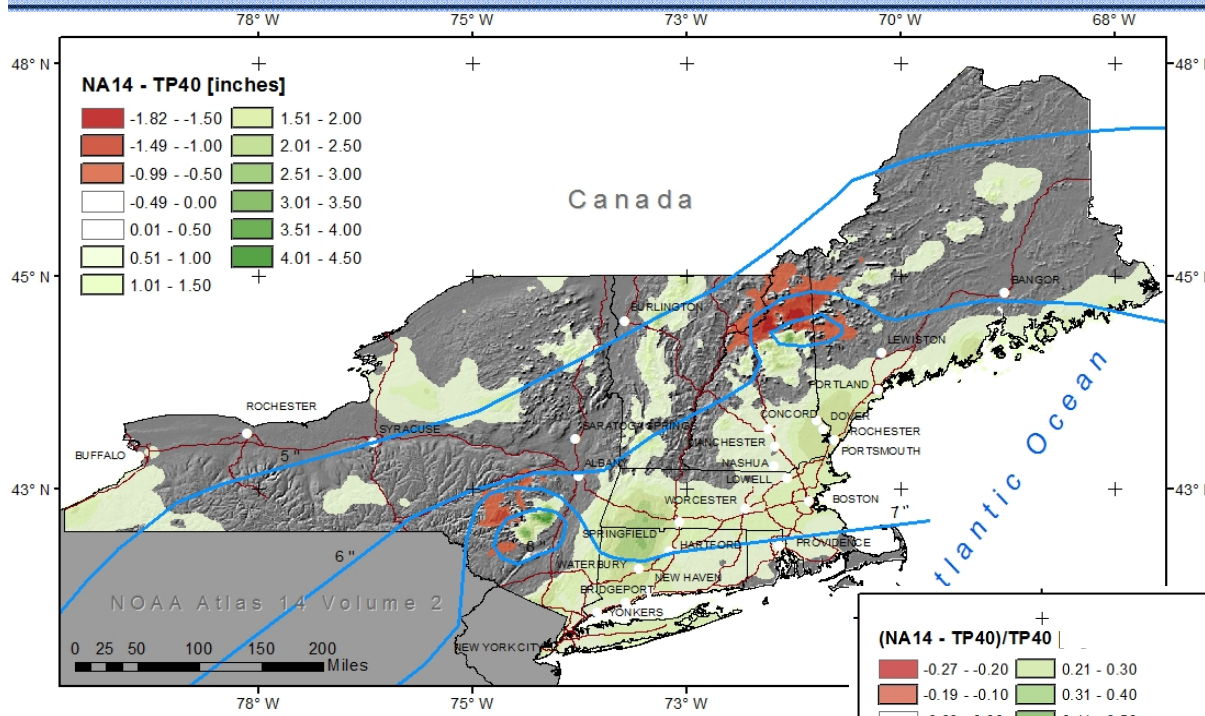 78° W 75° W 73° W 70° W 68° W
48° N 48°
NA14 - TP40 [inches]
-1.82 - -1.50 1.51 - 2.00
-1.49 - -1.00 2.01 - 2.50
-0.99 - -0.50 2.51 - 3.00
-0.49 - 0.00 3.01 - 3.50
0.01 - 0.50 3.51 - 4.00
0.51 - 1.00 4.01 - 4.50
1.01 - 1.50
Canada
45° N 45°
BANGOR
BURLINGTON
LEWISTON
PORTLAND
ROCHESTER
CONCORD DOVER
SYRACUSE SARATOGA SPRINGS ROCHESTER
MANCHESTER PORTSMOUTH
BUFFALO
5"
ALBANY NASHUA
LOWELL
43° N 43°
WORCESTER BOSTON
7"
SPRINGFIELD
8" HARTFORD PROVIDENCE
6"
WATERBURY
NEW HAVEN
BRIDGEPORT
tlantic Ocean
NOAA Atlas 14 Volume 2
YONKERS
NEW YORK CITY
0 25 50 100 150 200
Miles
(NA14 - TP40)/TP40 [
-0.27 - -0.20 0.21 - 0.30
-0.19 - -0.10 0.31 - 0.40
78° W 75° W 73° W 70° W 68° W